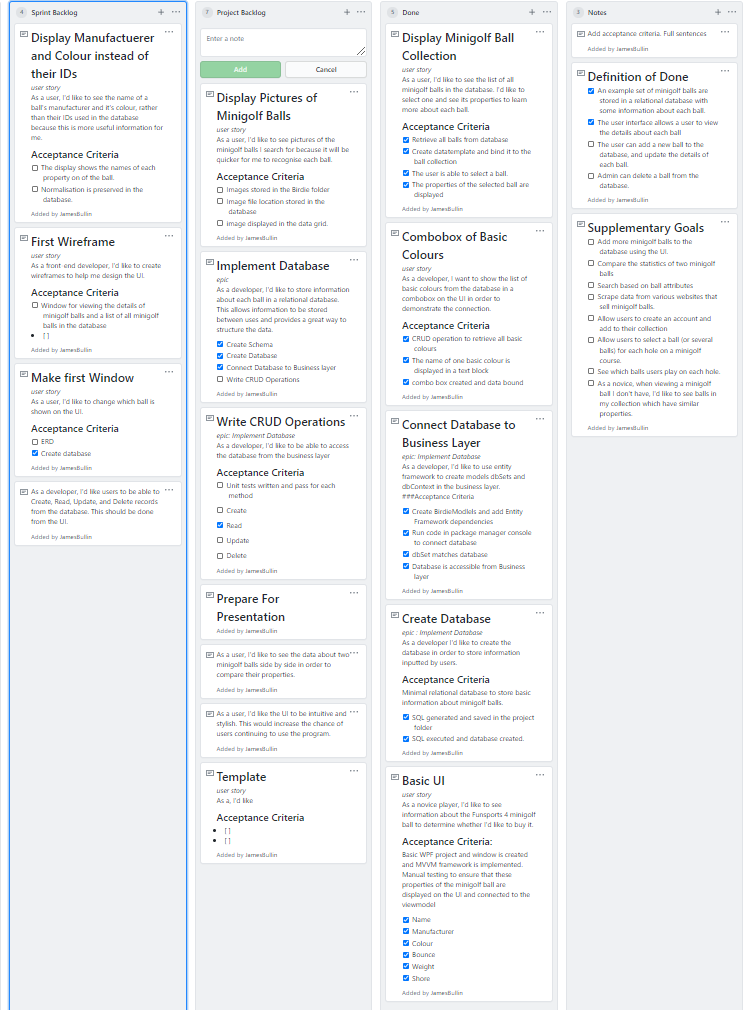 4 Sprint Backlog
Display Manufactuerer
and Colour instead of
their IDs
user story
As a user, I'd like to see the name of a
ball's manufacturer and it's colour, rather
than their IDs used in the database
because this is more useful information for
me.
Acceptance Criteria
The display shows the names of each
property on of the ball.
Normalisation is preserved in the
database.
Added by JamesBullin
First Wireframe
user story
As a front-end developer, I'd like to create
wireframes to help me design the UI.
Acceptance Criteria
Window for viewing the details of
minigolf balls and a list of all minigolf
balls in the database
[ ]
Added by JamesBullin
Make first Window
user story
As a user, I'd like to change which ball is
shown on the UI.
Acceptance Criteria
ERD
Create database
Added by JamesBullin
As a developer, I'd like users to be able to
Create, Read, Update, and Delete records
from the database. This should be done
from the UI.
Added by JamesBullin
7 Project Backlog
Enter a note
Add Cancel
Display Pictures of
Minigolf Balls
user story
As a user, I'd like to see pictures of the
minigolf balls I search for because it will be
quicker for me to recognise each ball.
Acceptance Criteria
Images stored in the Birdie folder
Image file location stored in the
database
image displayed in the data grid.
Added by JamesBullin
Implement Database
epic
As a developer, I'd like to store information
about each ball in a relational database.
This allows information to be stored
between uses and provides a great way to
structure the data.
Create Schema
Create Database
Connect Database to Business layer
Write CRUD Operations
Added by JamesBullin
Write CRUD Operations
epic: Implement Database
As a developer, I'd like to be able to access
the database from the business layer
Acceptance Criteria
Unit tests written and pass for each
method
Create
Read
Update
Delete
Added by JamesBullin
Prepare For
Presentation
Added by JamesBullin
As a user, I'd like to see the data about two
minigolf balls side by side in order to
compare their properties.
Added by JamesBullin
As a user, I'd like the UI to be intuitive and
stylish. This would increase the chance of
users continuing to use the program.
Added by JamesBullin
Template
user story
As a, I'd like
Acceptance Criteria
[ ]
[ ]
Added by JamesBullin
5 Done
Display Minigolf Ball
Collection
user story
As a user, I'd like to see the list of all
minigolf balls in the database. I'd like to
select one and see its properties to learn
more about each ball.
Acceptance Criteria
Retrieve all balls from database
Create datatemplate and bind it to the
ball collection
The user is able to select a ball.
The properties of the selected ball are
displayed
Added by JamesBullin
Combobox of Basic
Colours
user story
As a developer, I want to show the list of
basic colours from the database in a
combobox on the UI in order to
demonstrate the connection.
Acceptance Criteria
CRUD operation to retrieve all basic
colours
The name of one basic colour is
displayed in a text block
combo box created and data bound
Added by JamesBullin
Connect Database to
Business Layer
epic: Implement Database
As a developer, I'd like to use entity
framework to create models dbSets and
dbContext in the business layer.
###Acceptance Criteria
Create BirdieModlels and add Entity
Framework dependencies
Run code in package manager console
to connect database
dbSet matches database
Database is accessible from Business
layer
Added by JamesBullin
Create Database
epic : Implement Database
As a developer I'd like to create the
database in order to store information
inputted by users.
Acceptance Criteria
Minimal relational database to store basic
information about minigolf balls.
SQL generated and saved in the project
folder
SQL executed and database created.
Added by JamesBullin
Basic UI
user story
As a novice player, I'd like to see
information about the Funsports 4 minigolf
ball to determine whether I'd like to buy it.
Acceptance Criteria:
Basic WPF project and window is created
and MVVM framework is implemented.
Manual testing to ensure that these
properties of the minigolf ball are
displayed on the UI and connected to the
viewmodel
Name
Manufacturer
Colour
Bounce
Weight
Shore
Added by JamesBullin
3 Notes
Add acceptance criteria. Full sentences
Added by JamesBullin
Definition of Done
An example set of minigolf balls are
stored in a relational database with
some information about each ball.
The user interface allows a user to view
the details about each ball
The user can add a new ball to the
database, and update the details of
each ball.
Admin can delete a ball from the
database.
Added by JamesBullin
Supplementary Goals
Add more minigolf balls to the
database using the UI.
Compare the statistics of two minigolf
balls
Search based on ball attributes
Scrape data from various websites that
sell minigolf balls.
Allow users to create an account and
add to their collection
Allow users to select a ball (or several
balls) for each hole on a minigolf
course.
See which balls users play on each hole.
As a novice, when viewing a minigolf
ball I don't have, I'd like to see balls in
my collection which have similar
properties.
Added by JamesBullin